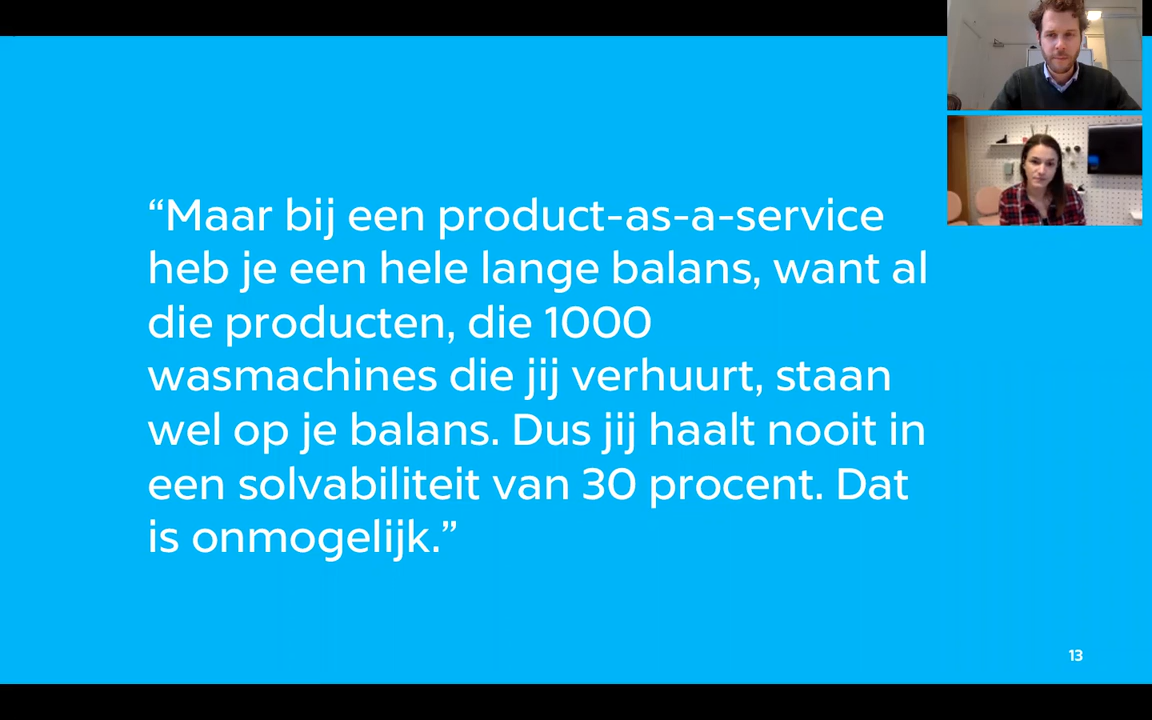 “Maar bij een product-as-a-service
heb je een hele lange balans, want al
die producten, die 1000
wasmachines die jij verhuurt, staan
wel op je balans. Dus jij haalt nooit in
een solvabiliteit van 30 procent. Dat
is onmogelijk.”
13